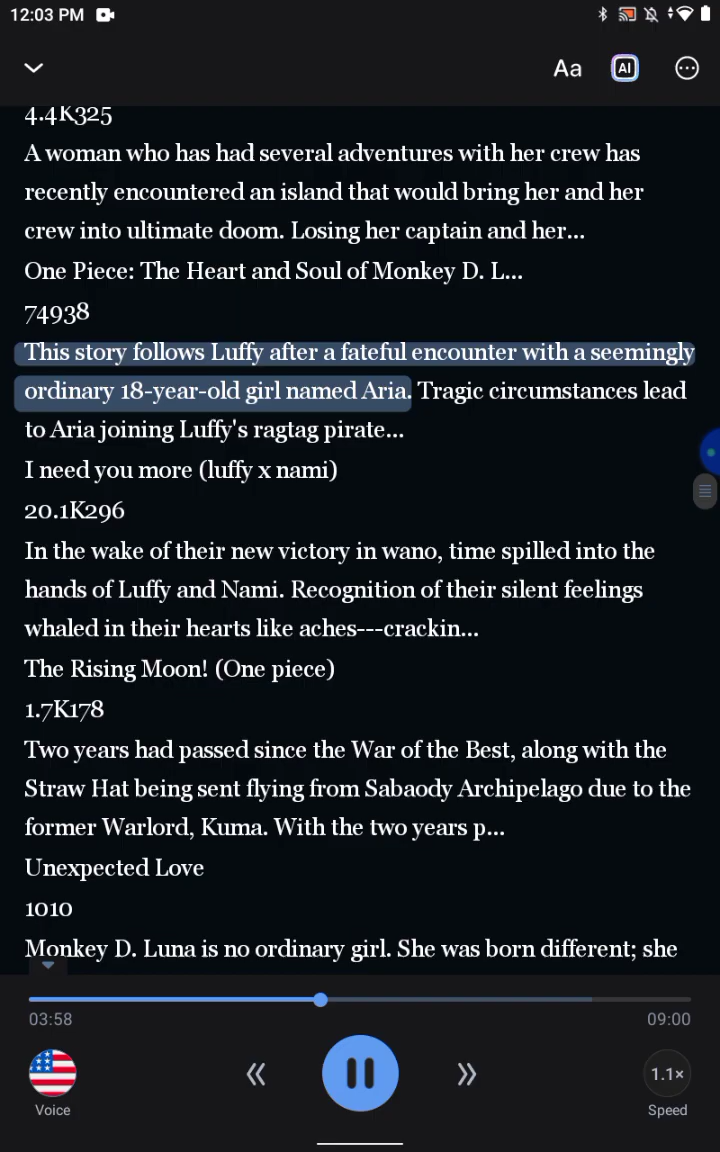 12:03 PM
Aa
AI
4.4K325
A woman who has had several adventures with her crew has
recently encountered an island that would bring her and her
crew into ultimate doom. Losing her captain and her...
One Piece: The Heart and Soul of Monkey D. L...
74938
This story follows Luffy after a fateful encounter with a seemingly
ordinary 18-year-old girl named Aria. Tragic circumstances lead
to Aria joining Luffy's ragtag pirate...
I need you more (luffy x nami)
20.1K296
In the wake of their new victory in wano, time spilled into the
hands of Luffy and Nami. Recognition of their silent feelings
whaled in their hearts like aches---crackin...
The Rising Moon! (One piece)
1.7K178
Two years had passed since the War of the Best, along with the
Straw Hat being sent flying from Sabaody Archipelago due to the
former Warlord, Kuma. With the two years p...
Unexpected Love
1010
Monkey D. Luna is no ordinary girl. She was born different; she
03:58
09:00
1.1×
Voice
Speed